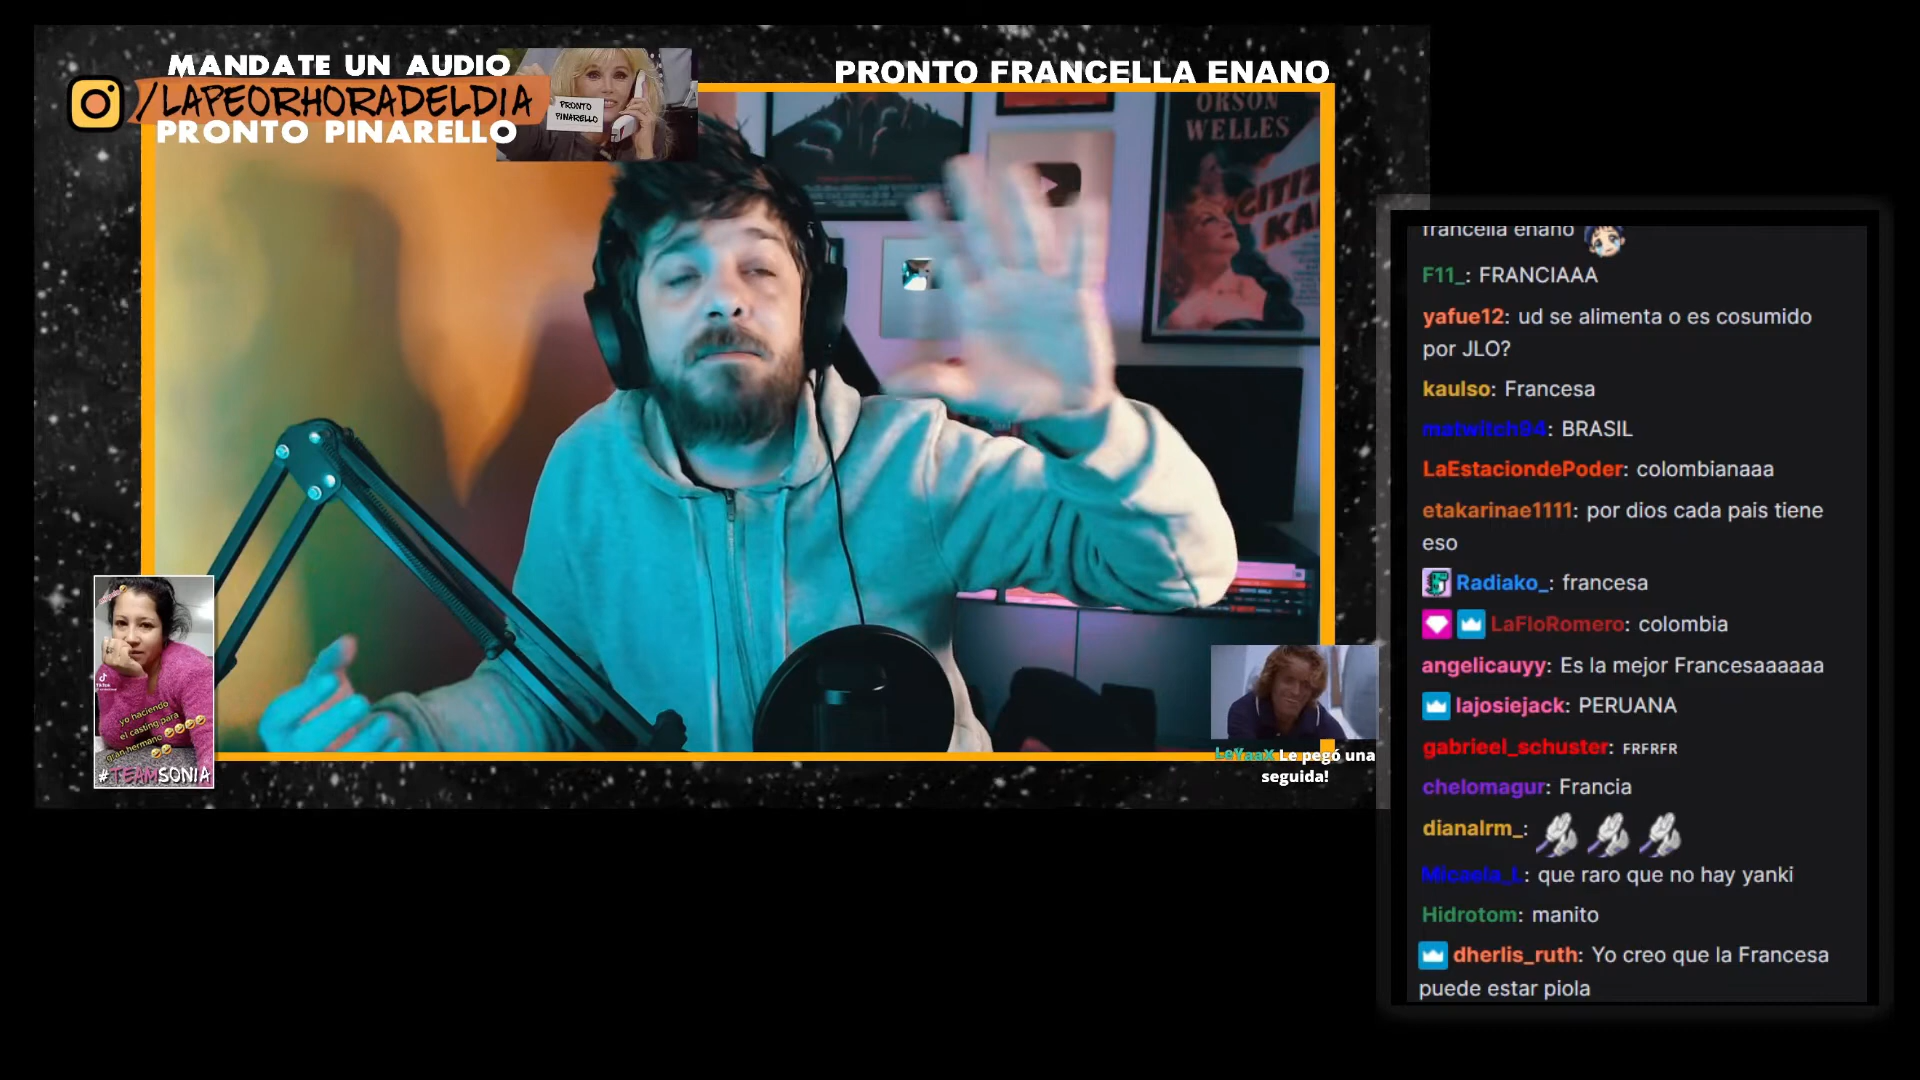 MANDATE UN AUDIO
/LAPEORHORADELDIA
PRONTO PINARELLO
PRONTO
PINARELLO
PRONTO FRANCELLA ENANO
ORSON
WELLES
yo haciendo
el casting para
gran hermano
#TEAMSONIA
LeYaaX Le pegó una
seguida!
francella enano
F11_: FRANCIAAA
yafue12: ud se alimenta o es cosumido
por JLO?
kaulso: Francesa
matwitch94: BRASIL
LaEstaciondePoder: colombianaaa
etakarinae1111: por dios cada pais tiene
eso
Radiako_: francesa
LaFloRomero: colombia
angelicauyy: Es la mejor Francesaaaaaa
lajosiejack: PERUANA
gabrieel_schuster: FRFRFR
chelomagur: Francia
dianalrm_:
Micaela_L: que raro que no hay yanki
Hidrotom: manito
dherlis_ruth: Yo creo que la Francesa
puede estar piola